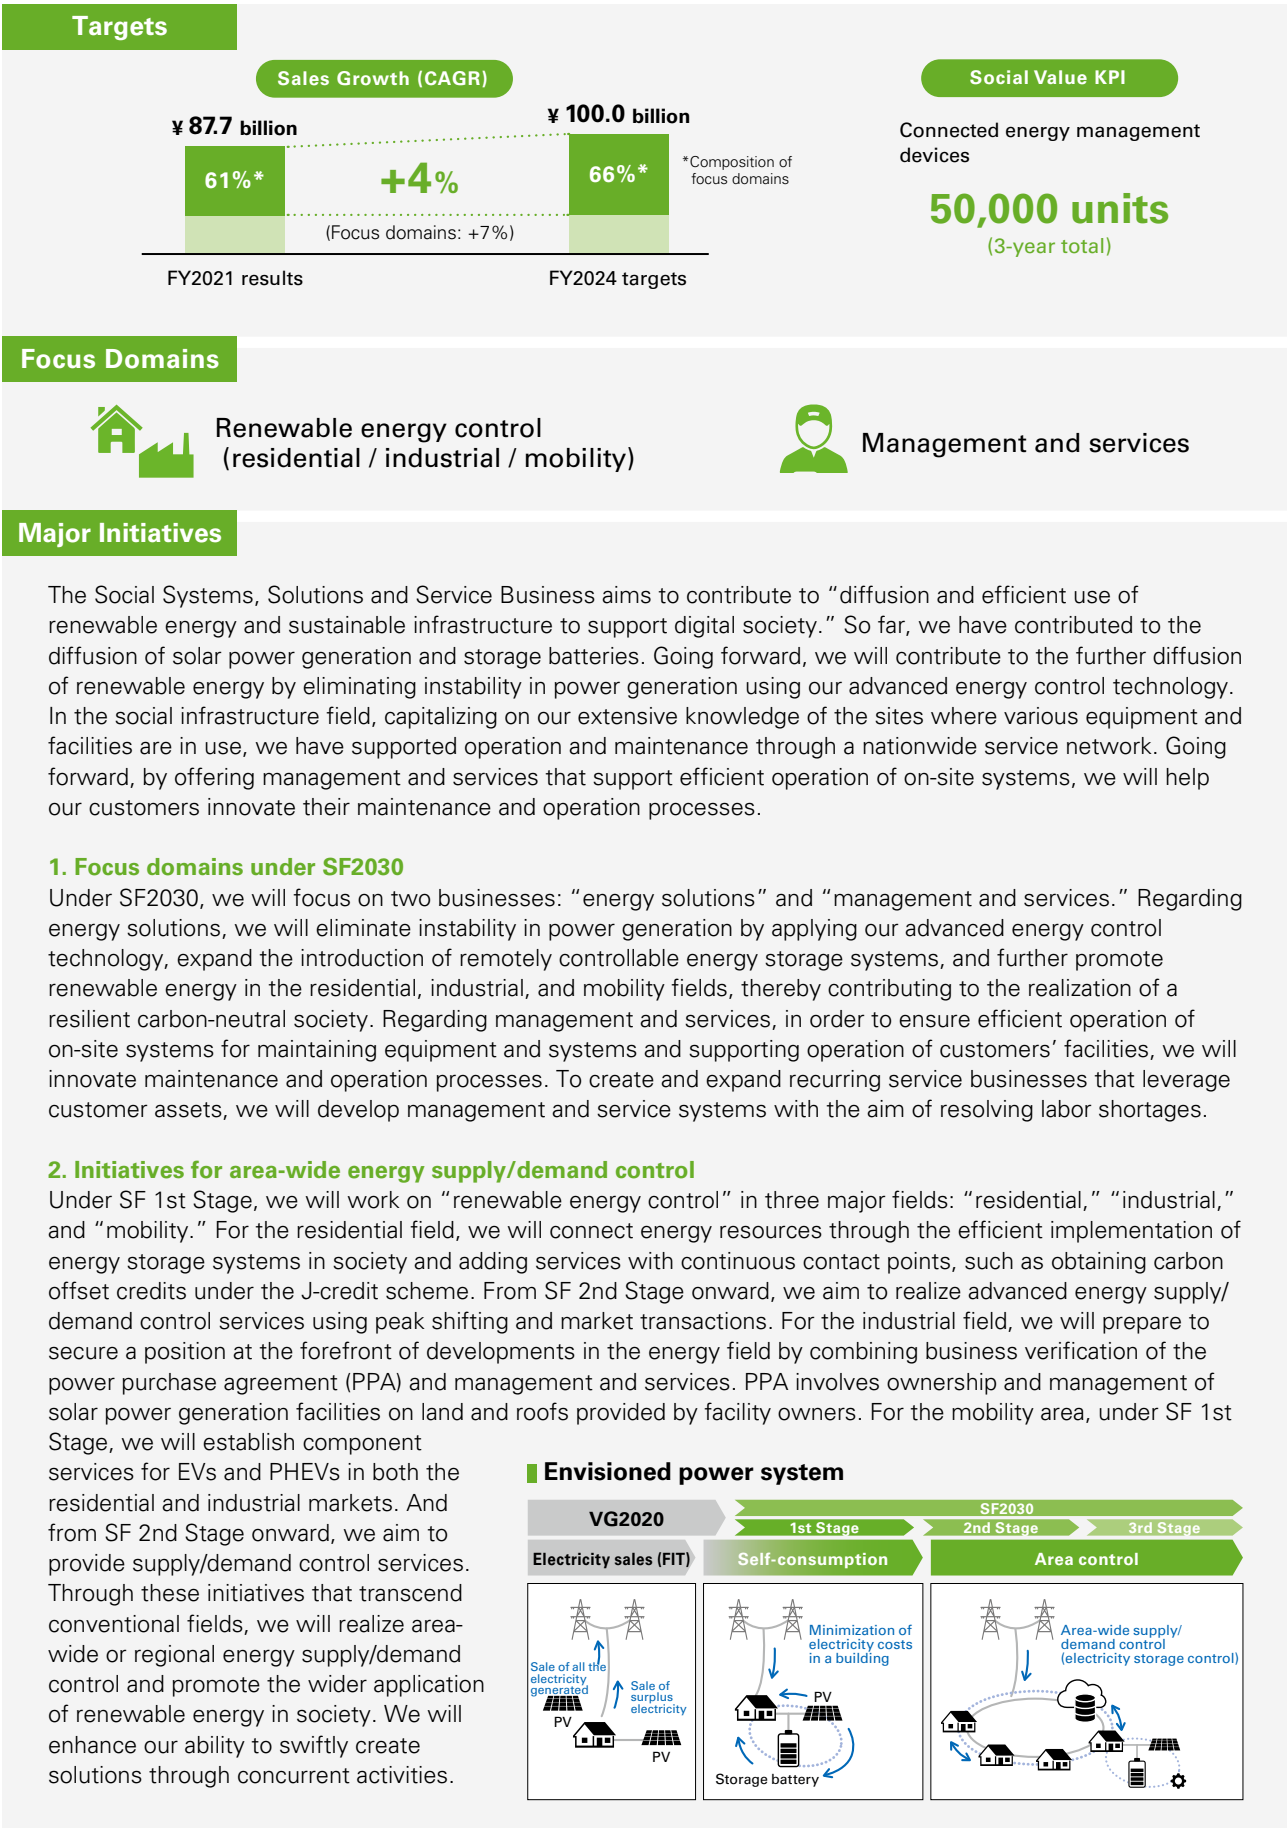 Targets
Sales Growth (CAGR)
¥ 87.7 billion
¥ 100.0 billion
61%*
+4%
66%*
*Composition of
focus domains
(Focus domains: +7%)
FY2021 results
FY2024 targets
Social Value KPI
Connected energy management
devices
50,000 units
(3-year total)
Focus Domains
Renewable energy control
(residential / industrial / mobility)
Management and services
Major Initiatives
The Social Systems, Solutions and Service Business aims to contribute to “diffusion and efficient use of
renewable energy and sustainable infrastructure to support digital society.” So far, we have contributed to the
diffusion of solar power generation and storage batteries. Going forward, we will contribute to the further diffusion
of renewable energy by eliminating instability in power generation using our advanced energy control technology.
In the social infrastructure field, capitalizing on our extensive knowledge of the sites where various equipment and
facilities are in use, we have supported operation and maintenance through a nationwide service network. Going
forward, by offering management and services that support efficient operation of on-site systems, we will help
our customers innovate their maintenance and operation processes.
1. Focus domains under SF2030
Under SF2030, we will focus on two businesses: “energy solutions” and “management and services.” Regarding
energy solutions, we will eliminate instability in power generation by applying our advanced energy control
technology, expand the introduction of remotely controllable energy storage systems, and further promote
renewable energy in the residential, industrial, and mobility fields, thereby contributing to the realization of a
resilient carbon-neutral society. Regarding management and services, in order to ensure efficient operation of
on-site systems for maintaining equipment and systems and supporting operation of customers’ facilities, we will
innovate maintenance and operation processes. To create and expand recurring service businesses that leverage
customer assets, we will develop management and service systems with the aim of resolving labor shortages.
2. Initiatives for area-wide energy supply/demand control
Under SF 1st Stage, we will work on “renewable energy control” in three major fields: “residential,” “industrial,”
and “mobility.” For the residential field, we will connect energy resources through the efficient implementation of
energy storage systems in society and adding services with continuous contact points, such as obtaining carbon
offset credits under the J-credit scheme. From SF 2nd Stage onward, we aim to realize advanced energy supply/
demand control services using peak shifting and market transactions. For the industrial field, we will prepare to
secure a position at the forefront of developments in the energy field by combining business verification of the
power purchase agreement (PPA) and management and services. PPA involves ownership and management of
solar power generation facilities on land and roofs provided by facility owners. For the mobility area, under SF 1st
Stage, we will establish component
services for EVs and PHEVs in both the
residential and industrial markets. And
from SF 2nd Stage onward, we aim to
provide supply/demand control services.
Through these initiatives that transcend
conventional fields, we will realize area-
wide or regional energy supply/demand
control and promote the wider application
of renewable energy in society. We will
enhance our ability to swiftly create
solutions through concurrent activities.
Envisioned power system
VG2020
SF2030
1st Stage
2nd Stage
3rd Stage
Electricity sales (FIT)
Self-consumption
Area control
Sale of all the
electricity
generated
PV
Sale of
surplus
electricity
PV
Minimization of
electricity costs
in a building
PV
Storage battery
Area-wide supply/
demand control
(electricity storage control)